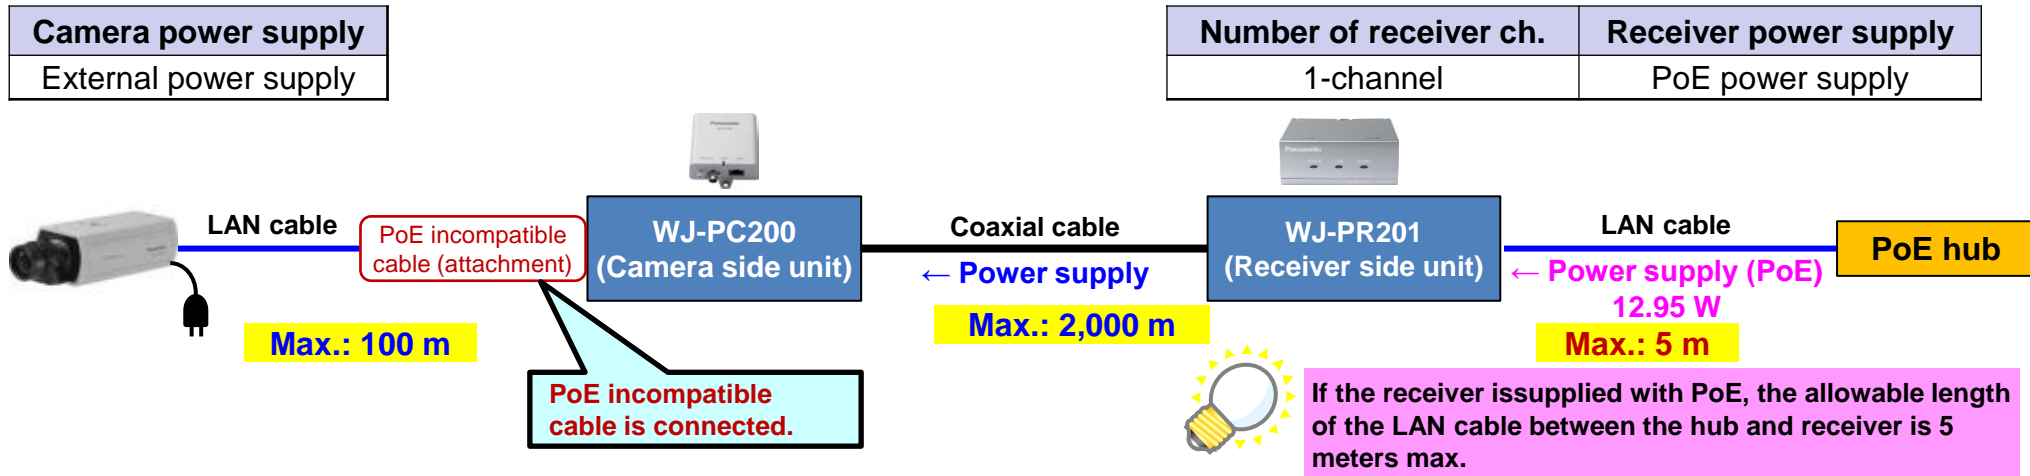 Camera power supply
External power supply
Number of receiver ch. Receiver power supply
1-channel PoE power supply
Panasonic
Panasonic
LAN cable
PoE incompatible
cable (attachment)
WJ-PC200
(Camera side unit)
Coaxial cable
← Power supply
WJ-PR201
(Receiver side unit)
LAN cable
← Power supply (PoE)
12.95 W
PoE hub
Max.: 100 m
Max.: 2,000 m
Max.: 5 m
PoE incompatible
cable is connected.
If the receiver issupplied with PoE, the allowable length
of the LAN cable between the hub and receiver is 5
meters max.